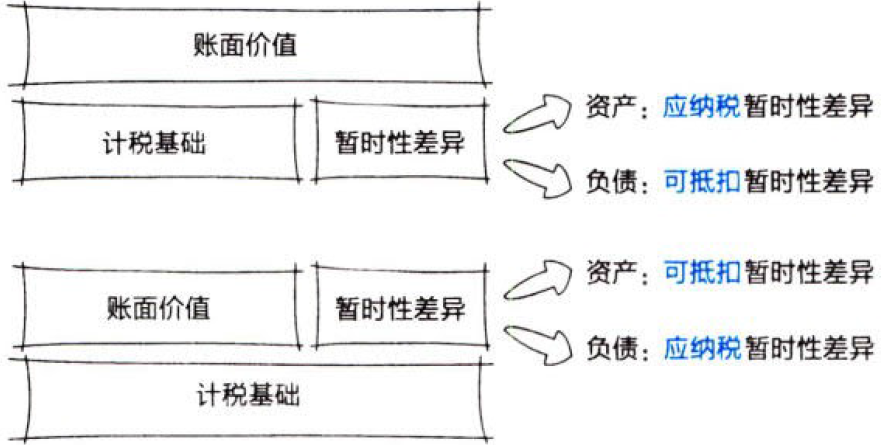 账面价值
计税基础
暂时性差异
资产：应纳税暂时性差异
负债：可抵扣暂时性差异
账面价值
暂时性差异
资产：可抵扣暂时性差异
负债：应纳税暂时性差异
计税基础